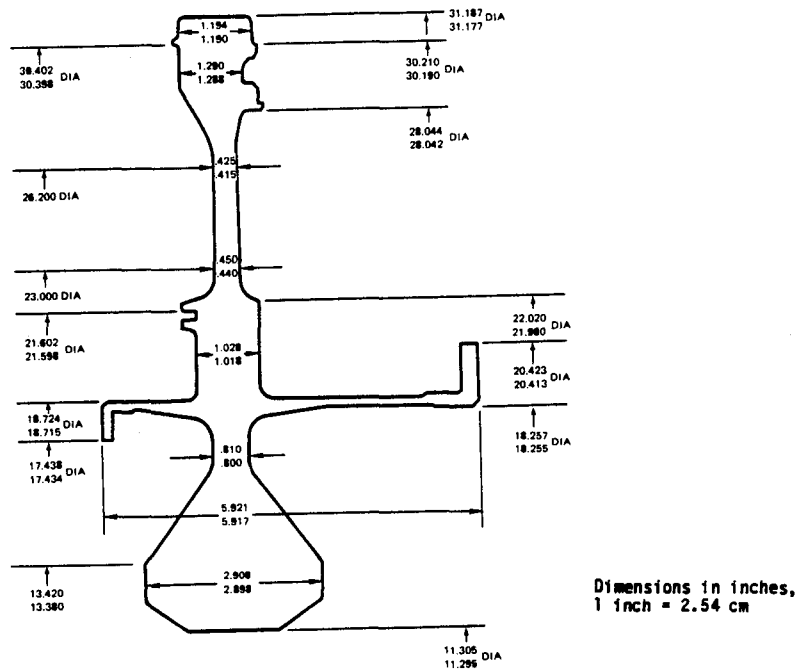 31.187 DIA
31.177
1.194
1.190
39.402 DIA
30.398
1.290
1.288
30.210 DIA
30.190
28.044 DIA
28.042
.425
.415
26.200 DIA
.450
.440
23.000 DIA
22.020 DIA
21.980
21.602 DIA
21.598
1.028
1.018
20.423 DIA
20.413
18.724 DIA
18.715
18.257 DIA
18.255
17.438 DIA
17.434
.810
.800
5.921
5.917
13.420
13.380
2.908
2.898
Dimensions in inches,
1 inch = 2.54 cm
11.305 DIA
11.295